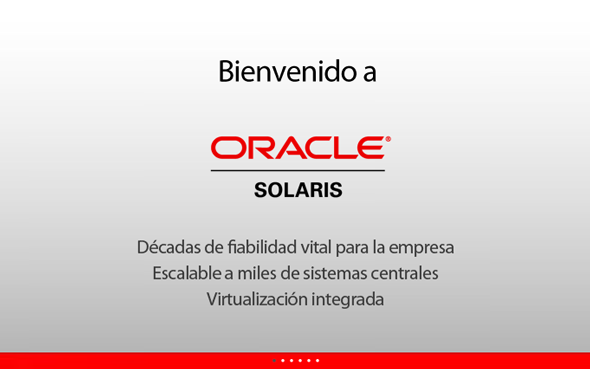 Bienvenido a
ORACLE®
SOLARIS
Décadas de fiabilidad vital para la empresa
Escalable a miles de sistemas centrales
Virtualización integrada